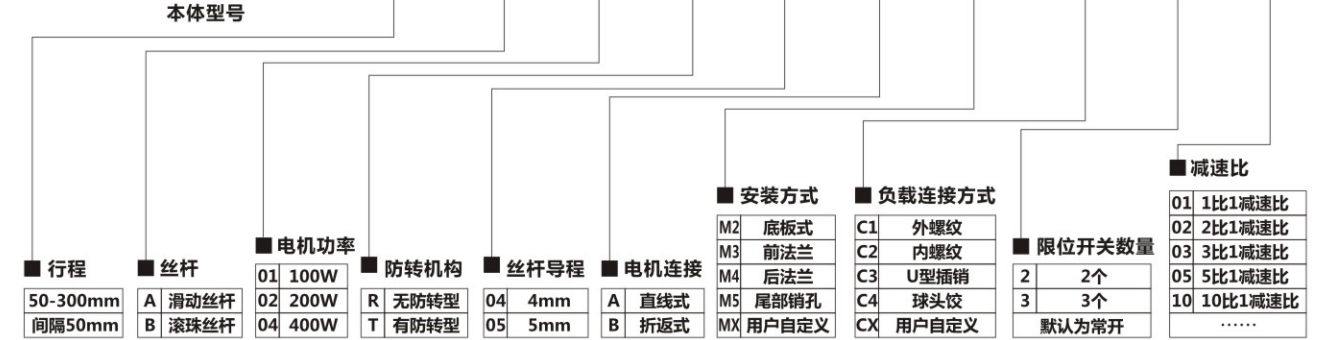 本体型号
■ 行程
50-300mm
间隔50mm
■ 丝杆
A 滑动丝杆
B 滚珠丝杆
■ 电机功率
01 100W
02 200W
04 400W
■ 防转机构
R 无防转型
T 有防转型
■ 丝杆导程
04 4mm
05 5mm
■ 电机连接
A 直线式
B 折返式
■ 安装方式
M2 底板式
M3 前法兰
M4 后法兰
M5 尾部销孔
MX 用户自定义
■ 负载连接方式
C1 外螺纹
C2 内螺纹
C3 U型插销
C4 球头铰
CX 用户自定义
■ 限位开关数量
2 2个
3 3个
默认为常开
■ 减速比
01 1比1减速比
02 2比1减速比
03 3比1减速比
05 5比1减速比
10 10比1减速比
······